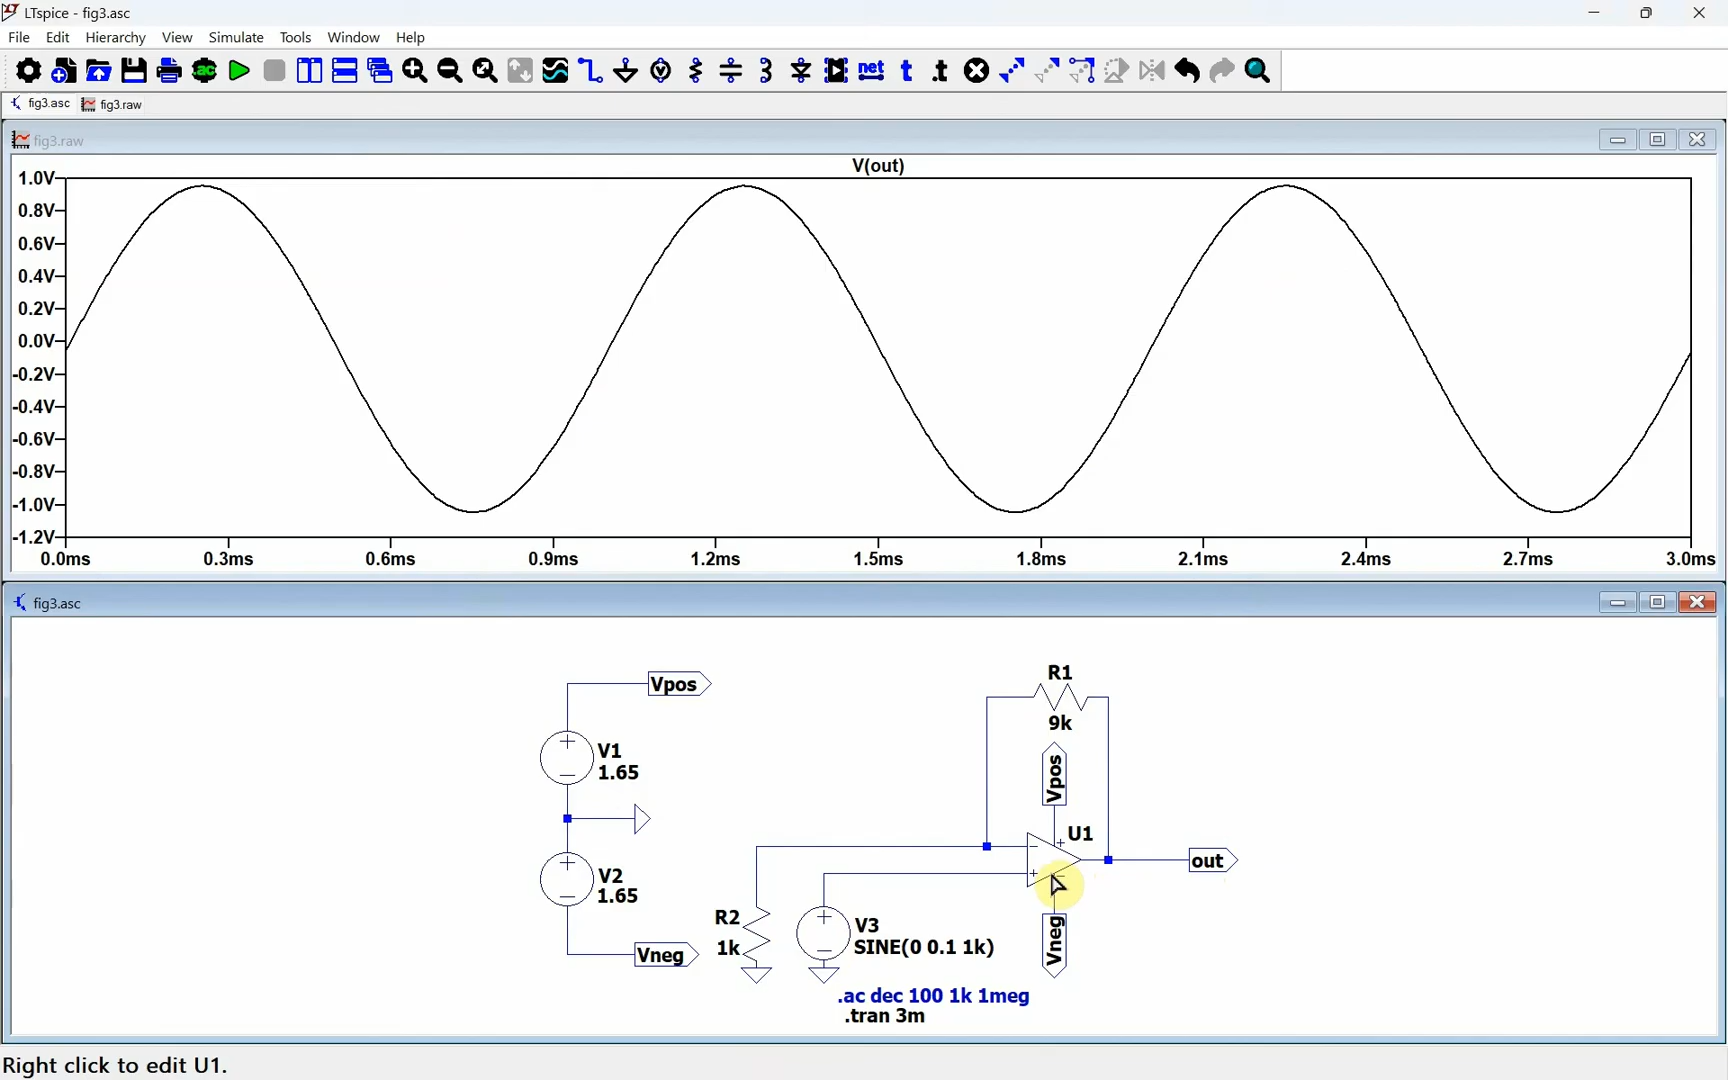 LTspice - fig3.asc
File Edit Hierarchy View Simulate Tools Window Help
.ac net t .t
fig3.asc fig3.raw
fig3.raw
V(out)
1.0V
0.8V
0.6V
0.4V
0.2V
0.0V
-0.2V
-0.4V
-0.6V
-0.8V
-1.0V
-1.2V
0.0ms 0.3ms 0.6ms 0.9ms 1.2ms 1.5ms 1.8ms 2.1ms 2.4ms 2.7ms 3.0ms
fig3.asc
R1
9k
Vpos
Vpos
V1
1.65
U1
out
V2
1.65
R2
1k
V3
SINE(0 0.1 1k)
Vneg
Vneg
.ac dec 100 1k 1meg
.tran 3m
Right click to edit U1.